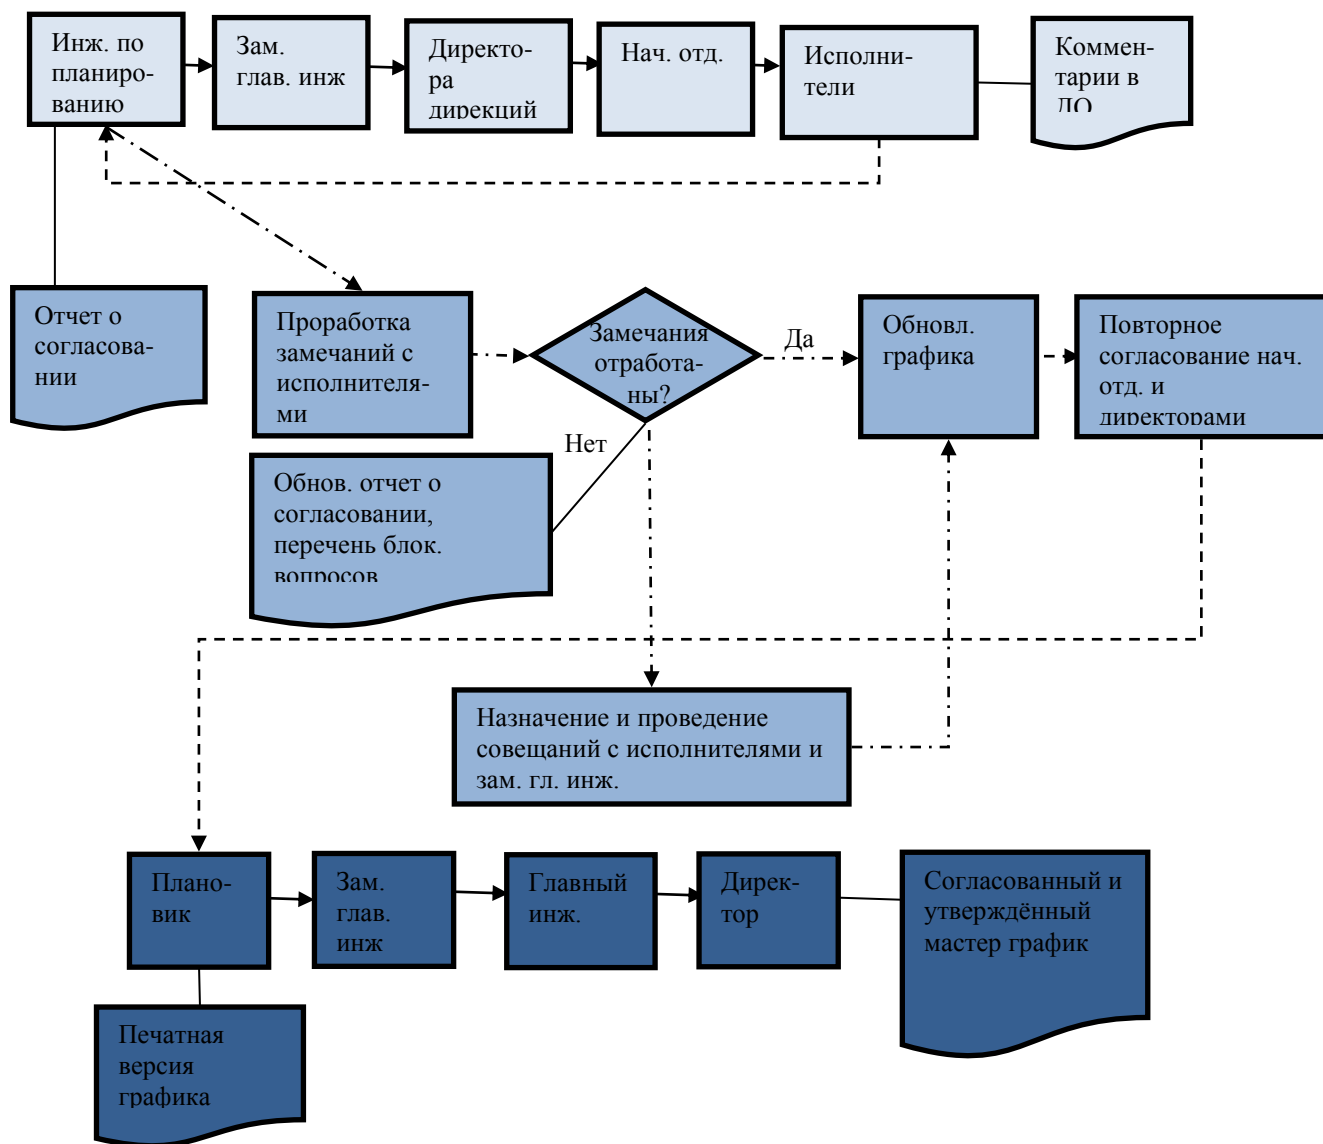 Инж. по
планиро-
ванию
Зам.
глав. инж
Директо-
ра
дирекций
Нач. отд.
Исполни-
тели
Коммен-
тарии в
ДО
Отчет о
согласова-
нии
Проработка
замечаний с
исполнителя-
ми
Замечания
отработа-
ны?
Да
Нет
Обновл.
графика
Повторное
согласование нач.
отд. и
директорами
Обнов. отчет о
согласовании,
перечень блок.
вопросов
Назначение и проведение
совещаний с исполнителями и
зам. гл. инж.
Плано-
вик
Зам.
глав.
инж
Главный
инж.
Дирек-
тор
Согласованный и
утверждённый
мастер график
Печатная
версия
графика